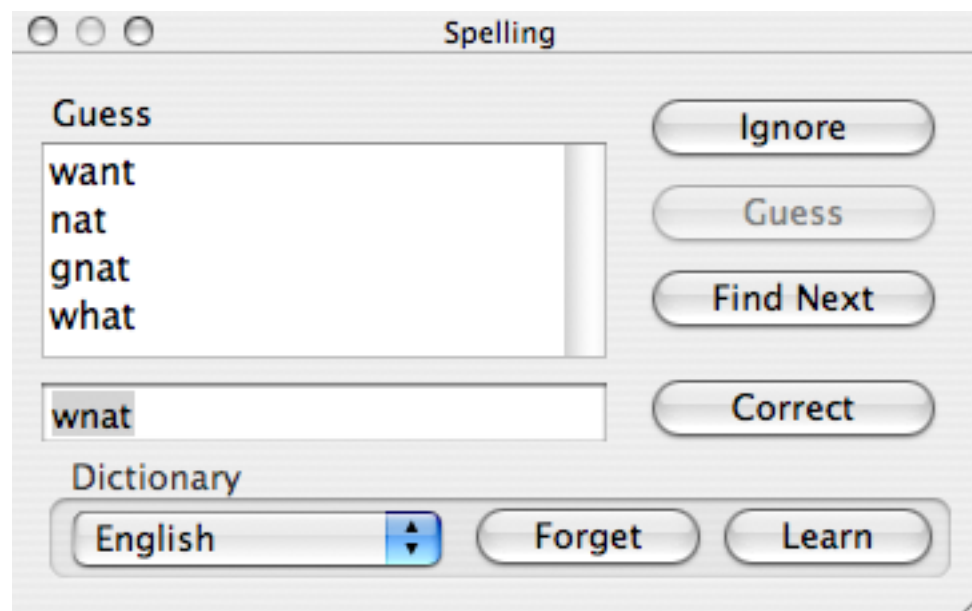 Spelling
Guess
want
nat
gnat
what
wnat
Ignore
Guess
Find Next
Correct
Dictionary
English
Forget
Learn